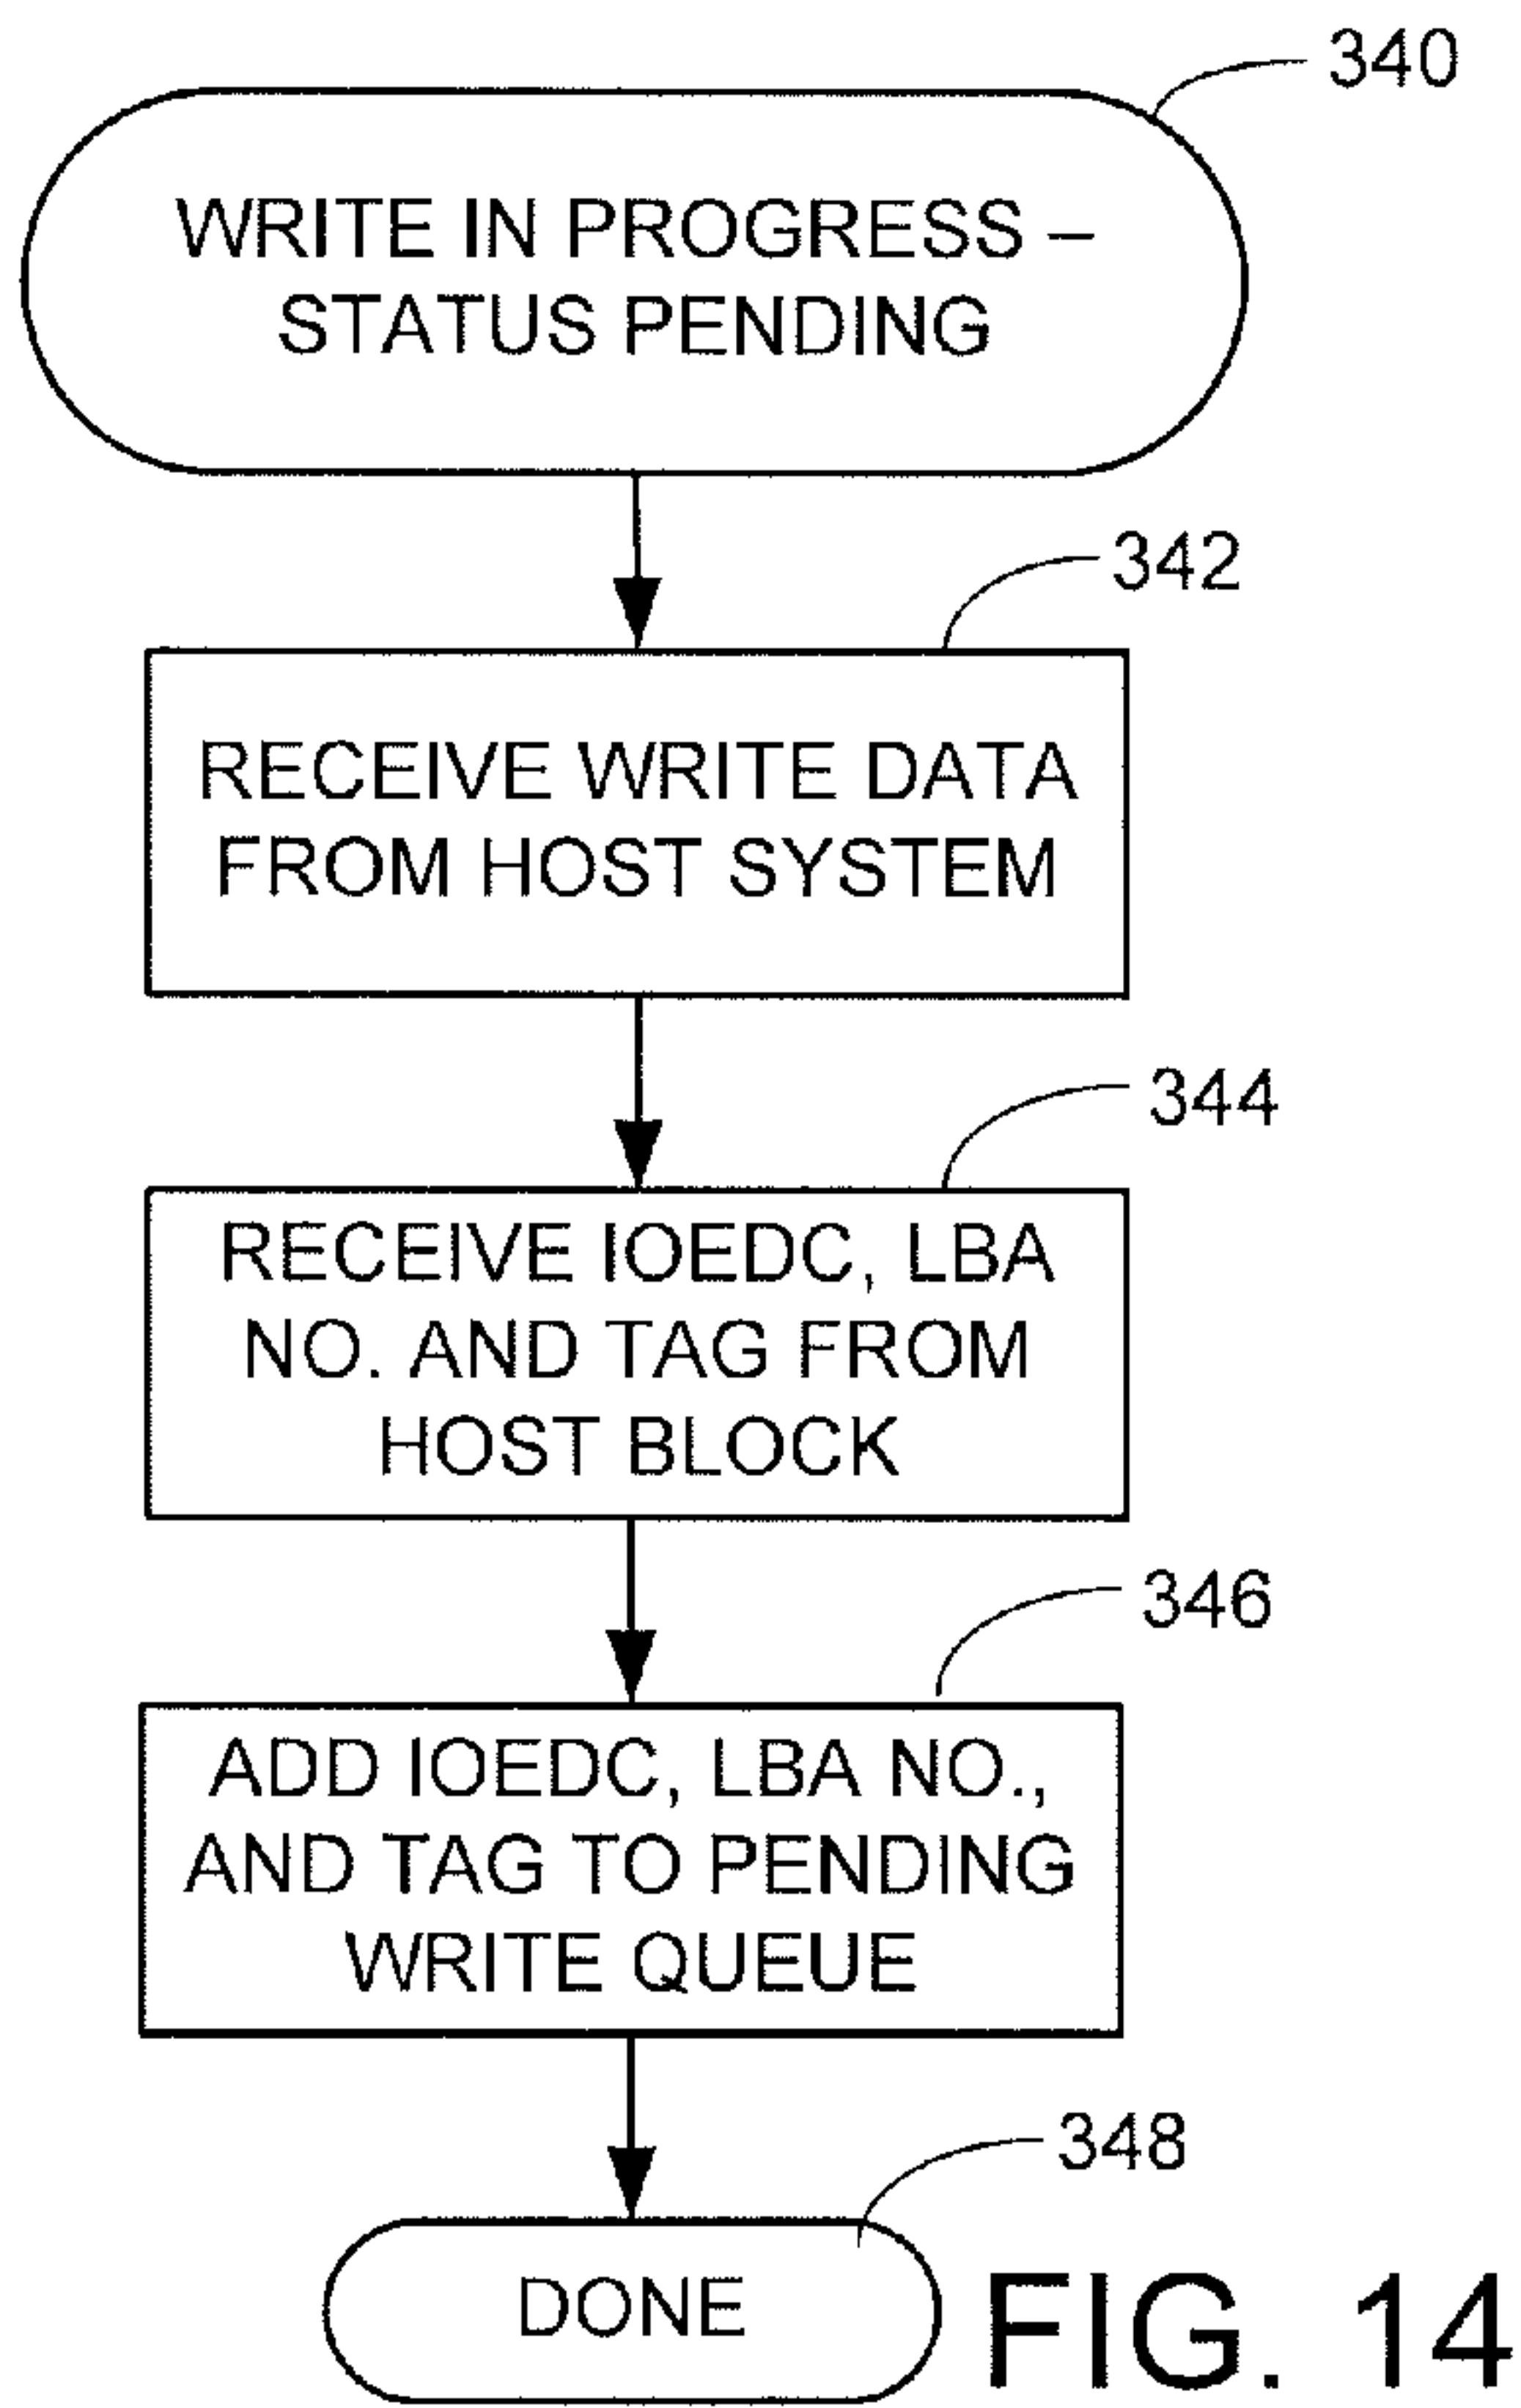 340
WRITE IN PROGRESS –
STATUS PENDING
342
RECEIVE WRITE DATA
FROM HOST SYSTEM
344
RECEIVE IOEDC, LBA
NO. AND TAG FROM
HOST BLOCK
346
ADD IOEDC, LBA NO.,
AND TAG TO PENDING
WRITE QUEUE
348
DONE
FIG. 14